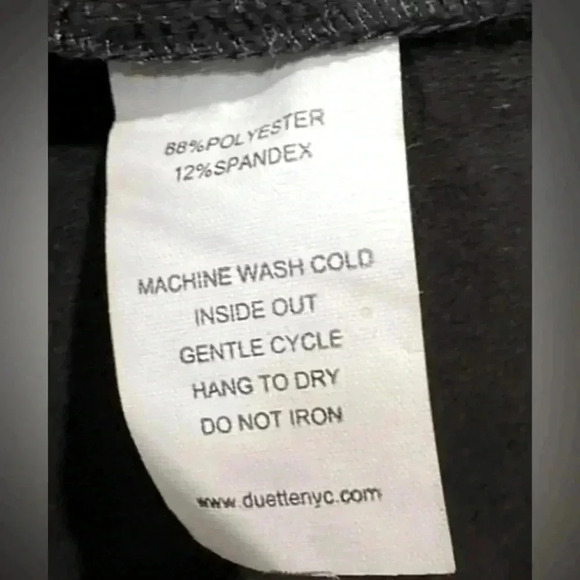 88%POLYESTER
12%SPANDEX
MACHINE WASH COLD
INSIDE OUT
GENTLE CYCLE
HANG TO DRY
DO NOT IRON
www.duettenyc.com